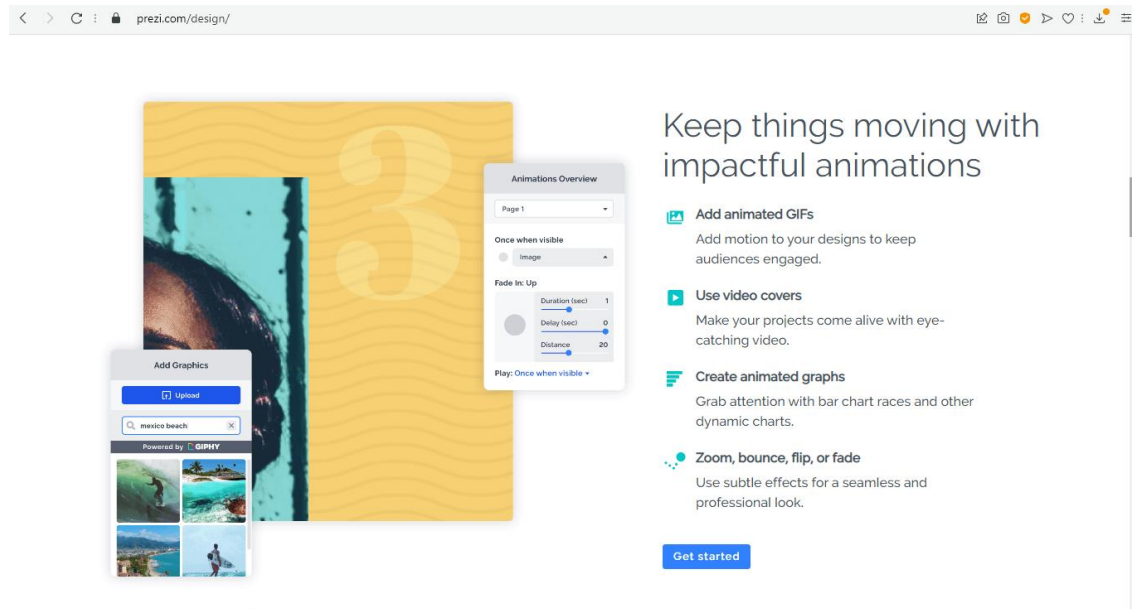 prezi.com/design/
3
Animations Overview
Page 1
Once when visible
Image
Fade In: Up
Duration (sec) 1
Delay (sec) 0
Distance 20
Play: Once when visible
Add Graphics
Upload
mexico beach
Powered by GIPHY
Keep things moving with
impactful animations
Add animated GIFs
Add motion to your designs to keep
audiences engaged.
Use video covers
Make your projects come alive with eye-
catching video.
Create animated graphs
Grab attention with bar chart races and other
dynamic charts.
Zoom, bounce, flip, or fade
Use subtle effects for a seamless and
professional look.
Get started